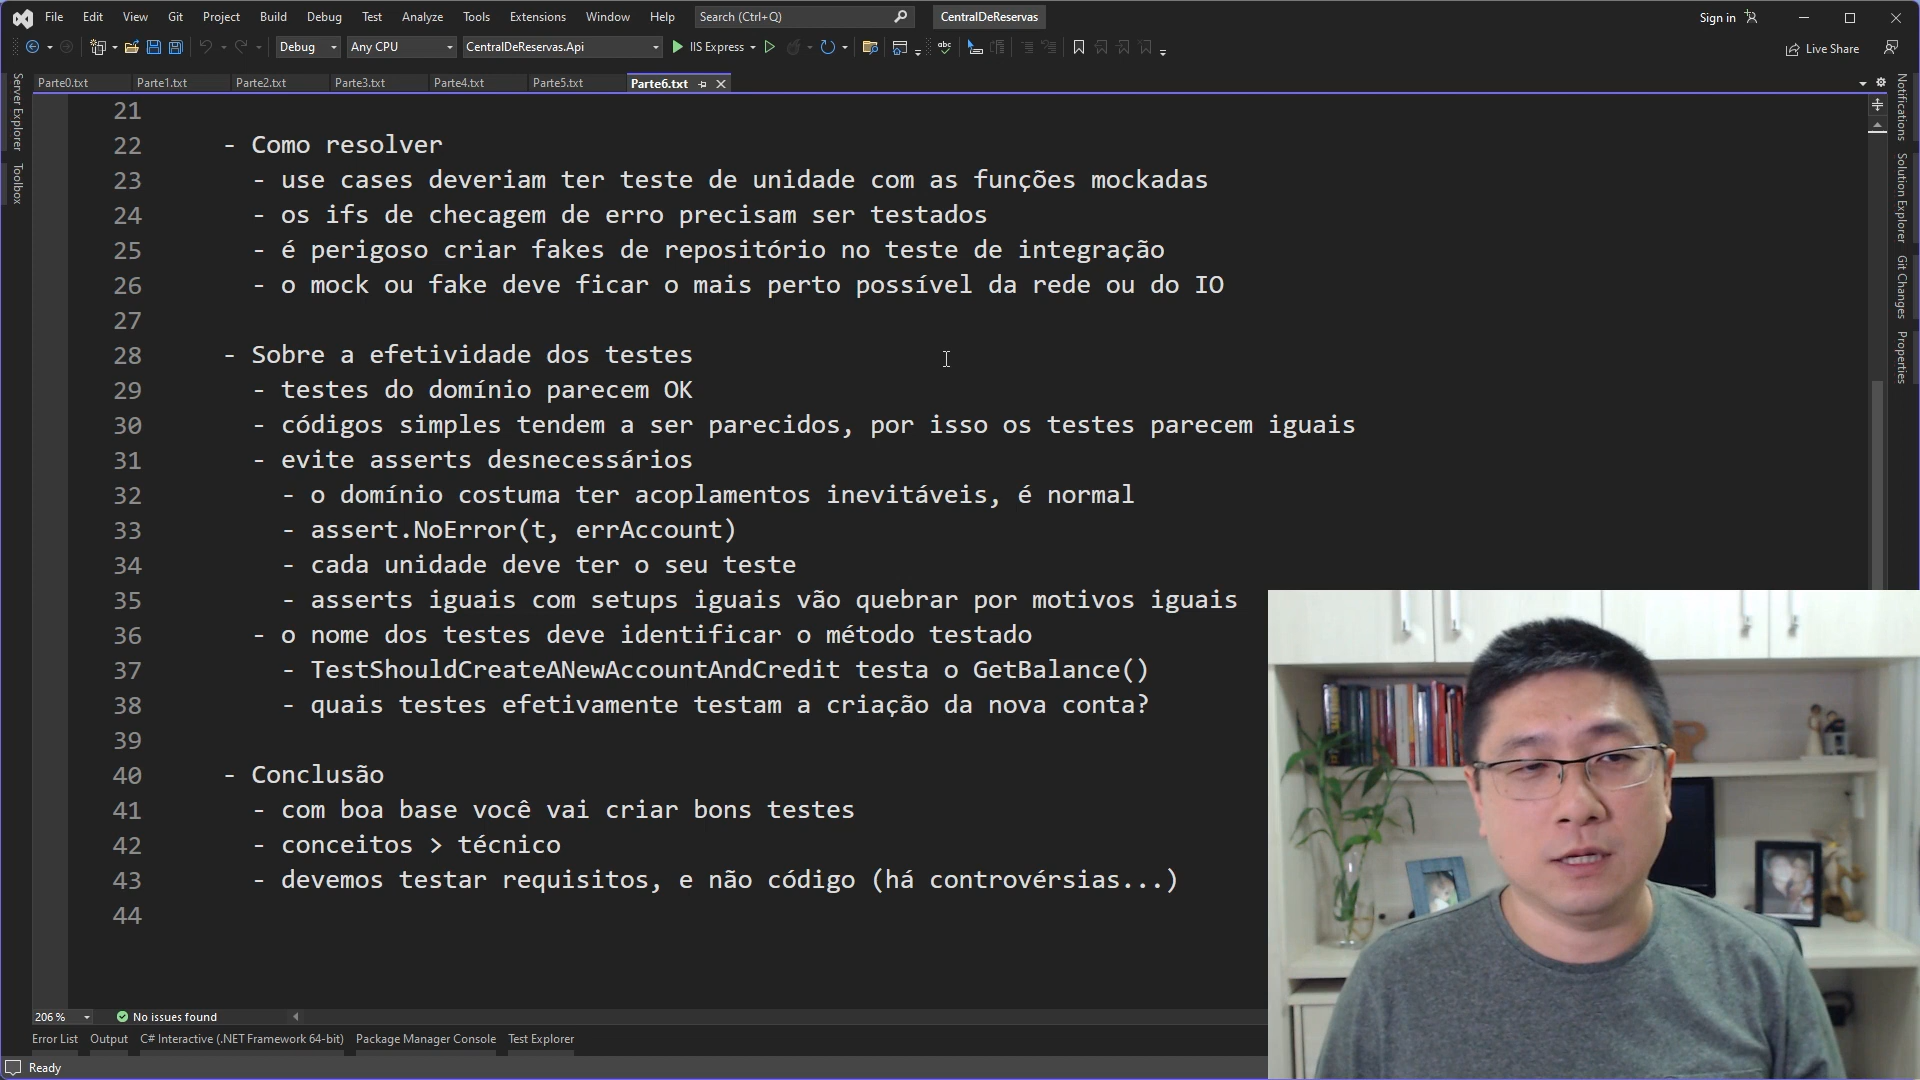 File Edit View Git Project Build Debug Test Analyze Tools Extensions Window Help Search (Ctrl+Q) CentralDeReservas Sign in
Debug Any CPU CentralDeReservas.Api IIS Express Live Share
Parte0.txt Parte1.txt Parte2.txt Parte3.txt Parte4.txt Parte5.txt Parte6.txt
Server Explorer
Toolbox
Notifications
Solution Explorer
Git Changes
Properties
21
22 - Como resolver
23 - use cases deveriam ter teste de unidade com as funções mockadas
24 - os ifs de checagem de erro precisam ser testados
25 - é perigoso criar fakes de repositório no teste de integração
26 - o mock ou fake deve ficar o mais perto possível da rede ou do IO
27
28 - Sobre a efetividade dos testes
29 - testes do domínio parecem OK
30 - códigos simples tendem a ser parecidos, por isso os testes parecem iguais
31 - evite asserts desnecessários
32 - o domínio costuma ter acoplamentos inevitáveis, é normal
33 - assert.NoError(t, errAccount)
34 - cada unidade deve ter o seu teste
35 - asserts iguais com setups iguais vão quebrar por motivos iguais
36 - o nome dos testes deve identificar o método testado
37 - TestShouldCreateANewAccountAndCredit testa o GetBalance()
38 - quais testes efetivamente testam a criação da nova conta?
39
40 - Conclusão
41 - com boa base você vai criar bons testes
42 - conceitos > técnico
43 - devemos testar requisitos, e não código (há controvérsias...)
44
206 % No issues found
Error List Output C# Interactive (.NET Framework 64-bit) Package Manager Console Test Explorer
Ready